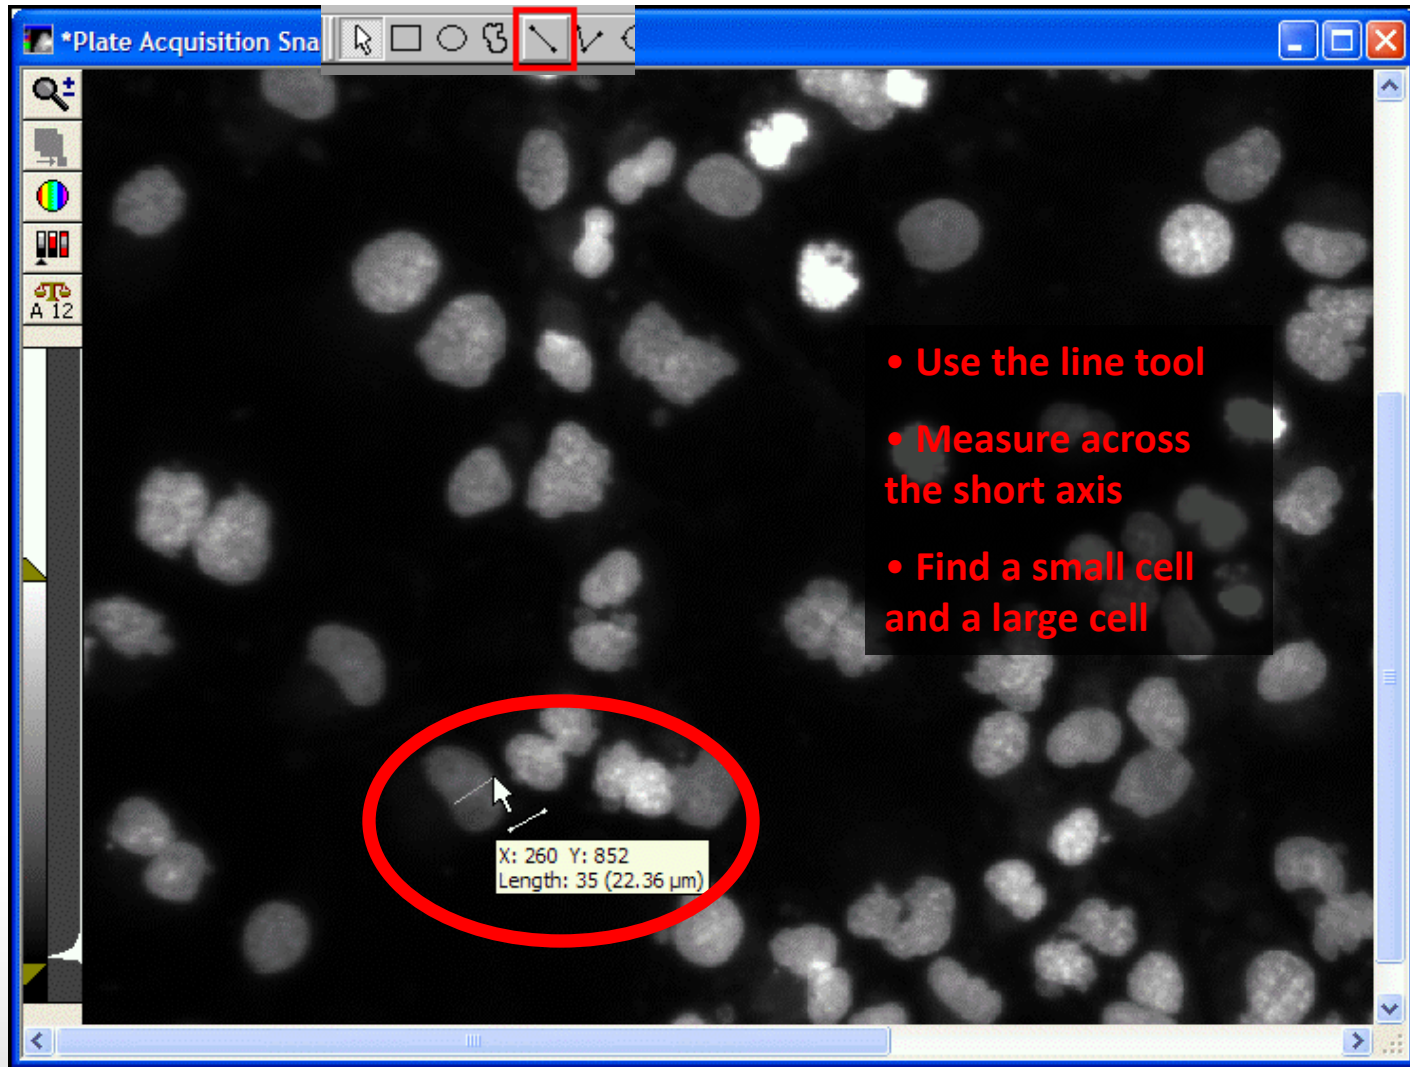 *Plate Acquisition Sna
A 12
• Use the line tool
• Measure across
the short axis
• Find a small cell
and a large cell
X: 260 Y: 852
Length: 35 (22.36 µm)